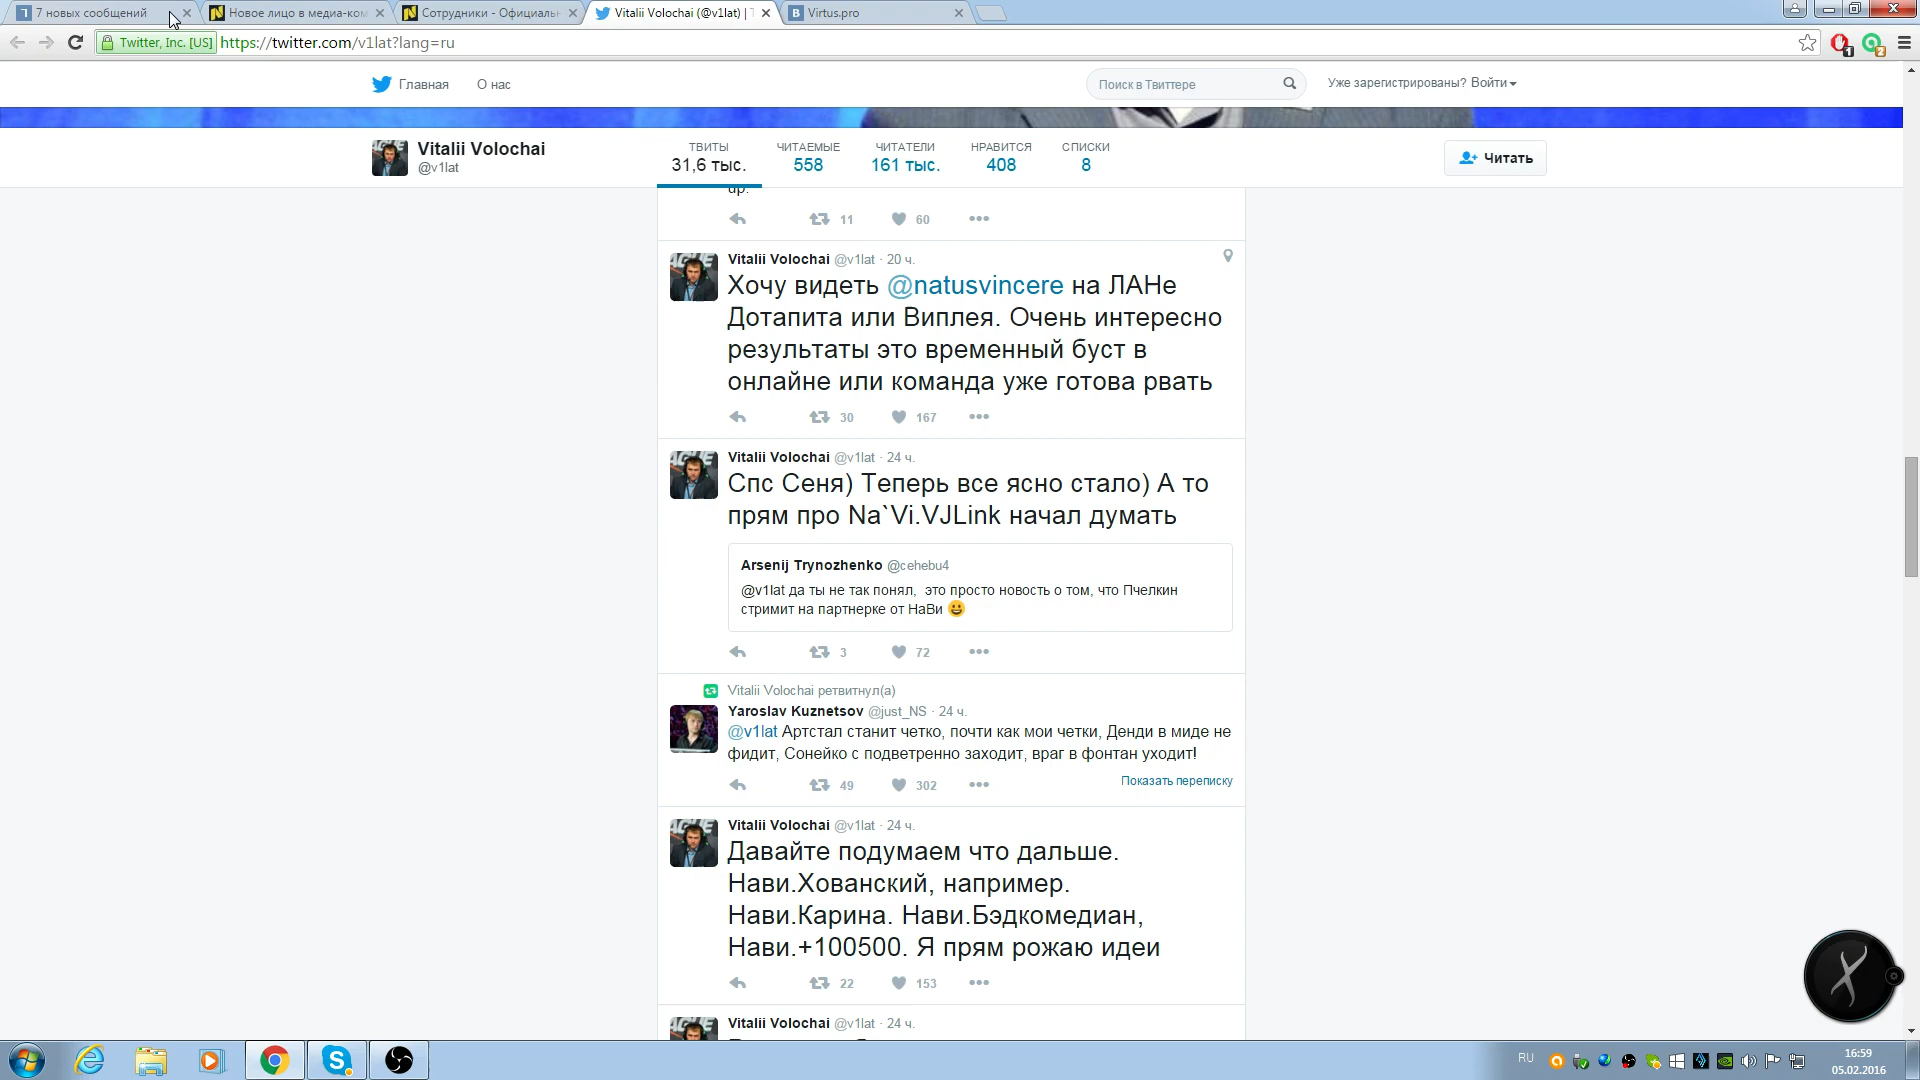 7 новых сообщений
Новое лицо в медиа-ком
Сотрудники - Официальн
Vitalii Volochai (@v1lat) | Т
Virtus.pro
Twitter, Inc. [US]
https://twitter.com/v1lat?lang=ru
1
2
Главная
О нас
Поиск в Твиттере
Уже зарегистрированы? Войти
Vitalii Volochai
@v1lat
ТВИТЫ
31,6 тыс.
ЧИТАЕМЫЕ
558
ЧИТАТЕЛИ
161 тыс.
НРАВИТСЯ
408
СПИСКИ
8
Читать
up.
11
60
Vitalii Volochai @v1lat · 20 ч.
Хочу видеть @natusvincere на ЛАНе
Дотапита или Виплея. Очень интересно
результаты это временный буст в
онлайне или команда уже готова рвать
30
167
Vitalii Volochai @v1lat · 24 ч.
Спс Сеня) Теперь все ясно стало) А то
прям про Na`Vi.VJLink начал думать
Arsenij Trynozhenko @cehebu4
@v1lat да ты не так понял, это просто новость о том, что Пчелкин
стримит на партнерке от НаВи 😀
3
72
Vitalii Volochai ретвитнул(а)
Yaroslav Kuznetsov @just_NS · 24 ч.
@v1lat Артстал станит четко, почти как мои четки, Денди в миде не
фидит, Сонейко с подветренно заходит, враг в фонтан уходит!
49
302
Показать переписку
Vitalii Volochai @v1lat · 24 ч.
Давайте подумаем что дальше.
Нави.Хованский, например.
Нави.Карина. Нави.Бэдкомедиан,
Нави.+100500. Я прям рожаю идеи
22
153
Vitalii Volochai @v1lat · 24 ч.
RU
16:59
05.02.2016